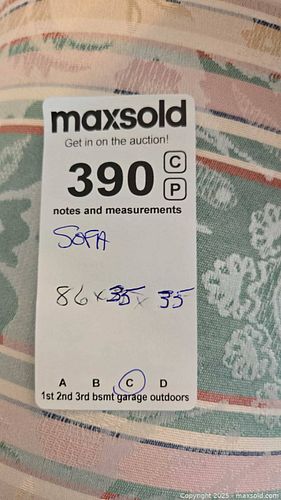 maxsold
Get in on the auction!
390 C
P
notes and measurements
SOFA
86 x 35 x 35
A B C D
1st 2nd 3rd bsmt garage outdoors
Copyright 2025 - maxsold.com